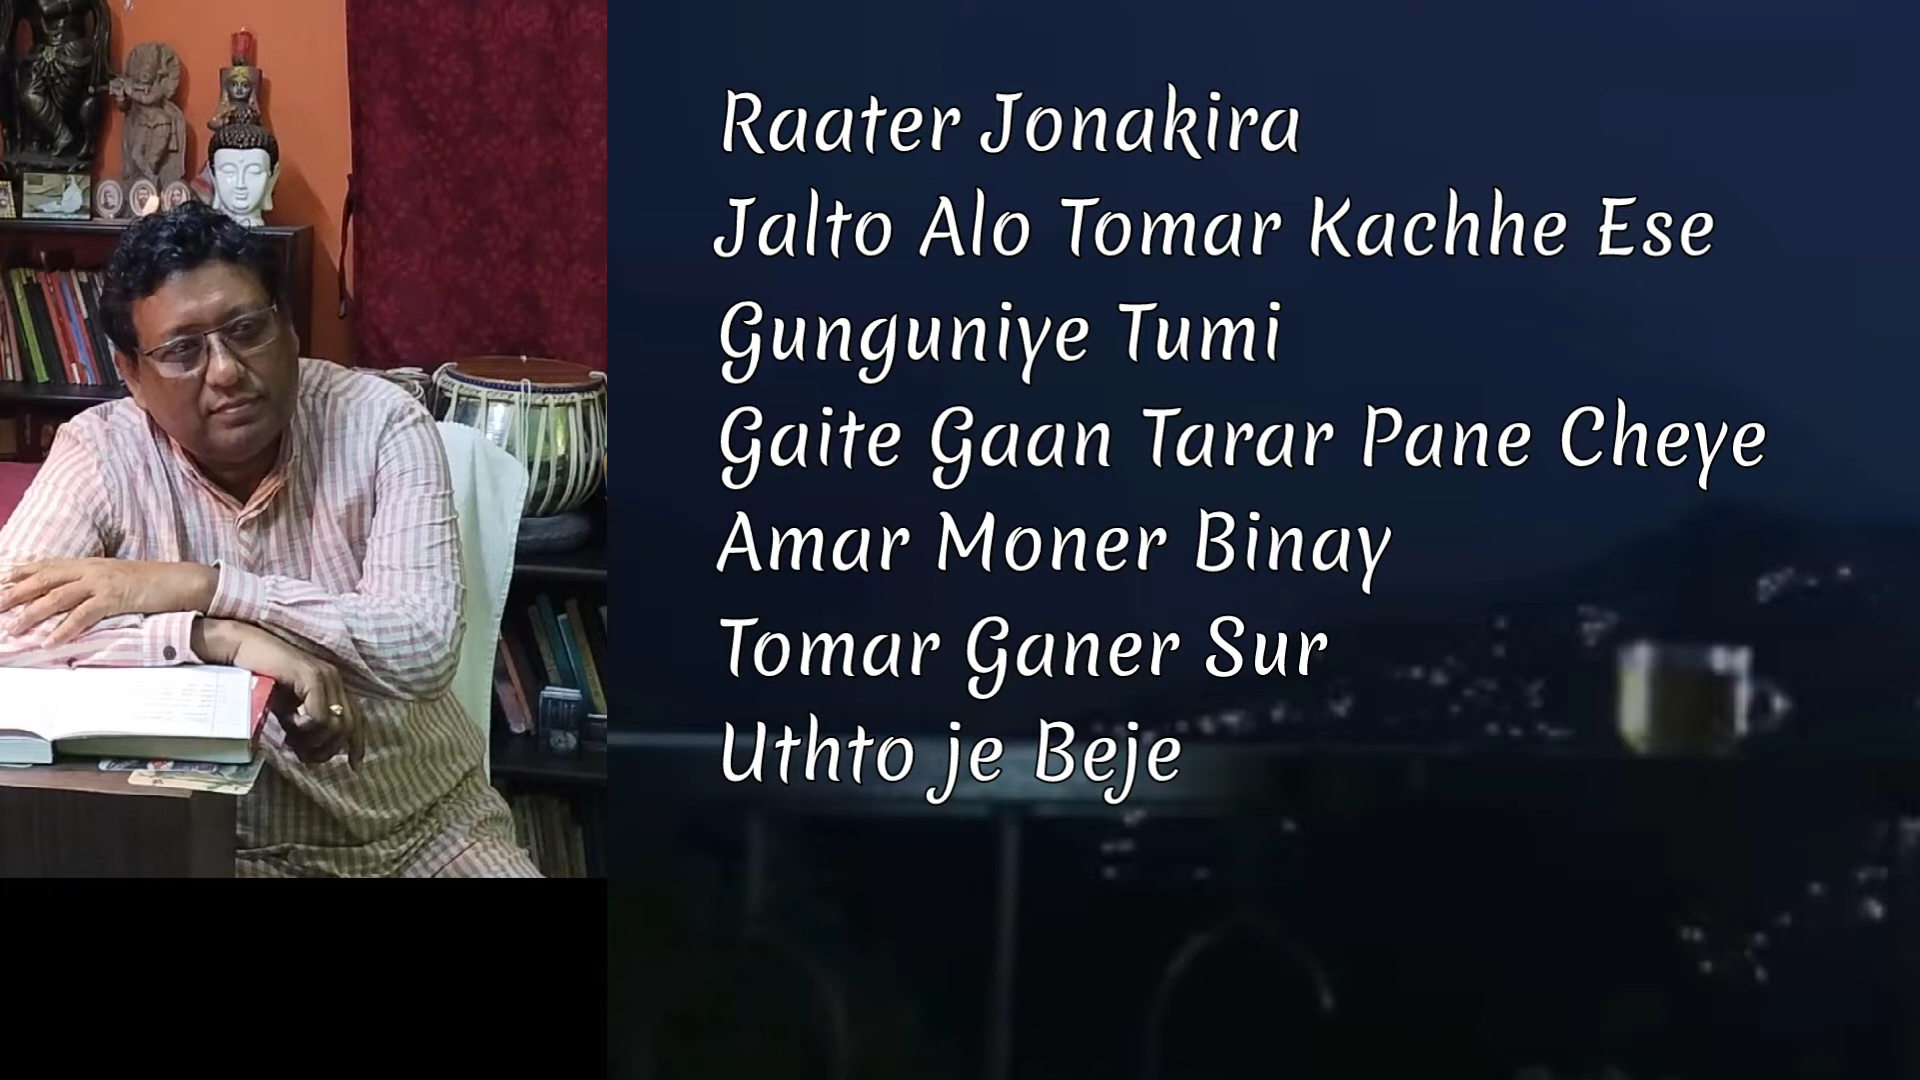 Raater Jonakira
Jalto Alo Tomar Kachhe Ese
Gunguniye Tumi
Gaite Gaan Tarar Pane Cheye
Amar Moner Binay
Tomar Ganer Sur
Uthto je Beje